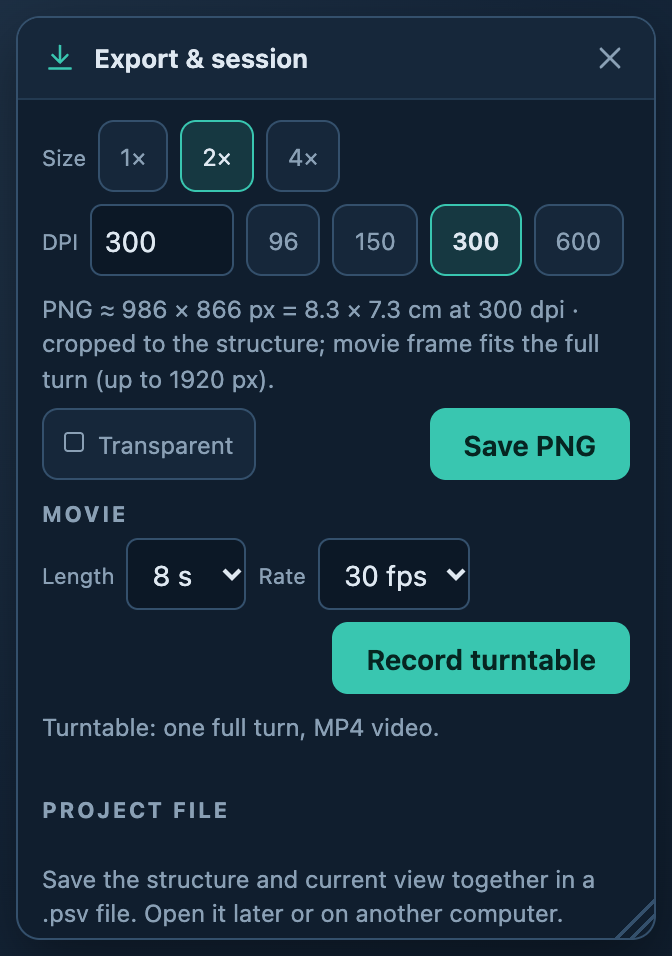 Export & session
Size 1× 2× 4×
DPI 300 96 150 300 600
PNG ≈ 986 × 866 px = 8.3 × 7.3 cm at 300 dpi ·
cropped to the structure; movie frame fits the full
turn (up to 1920 px).
Transparent Save PNG
MOVIE
Length 8 s Rate 30 fps
Record turntable
Turntable: one full turn, MP4 video.
PROJECT FILE
Save the structure and current view together in a
.psv file. Open it later or on another computer.